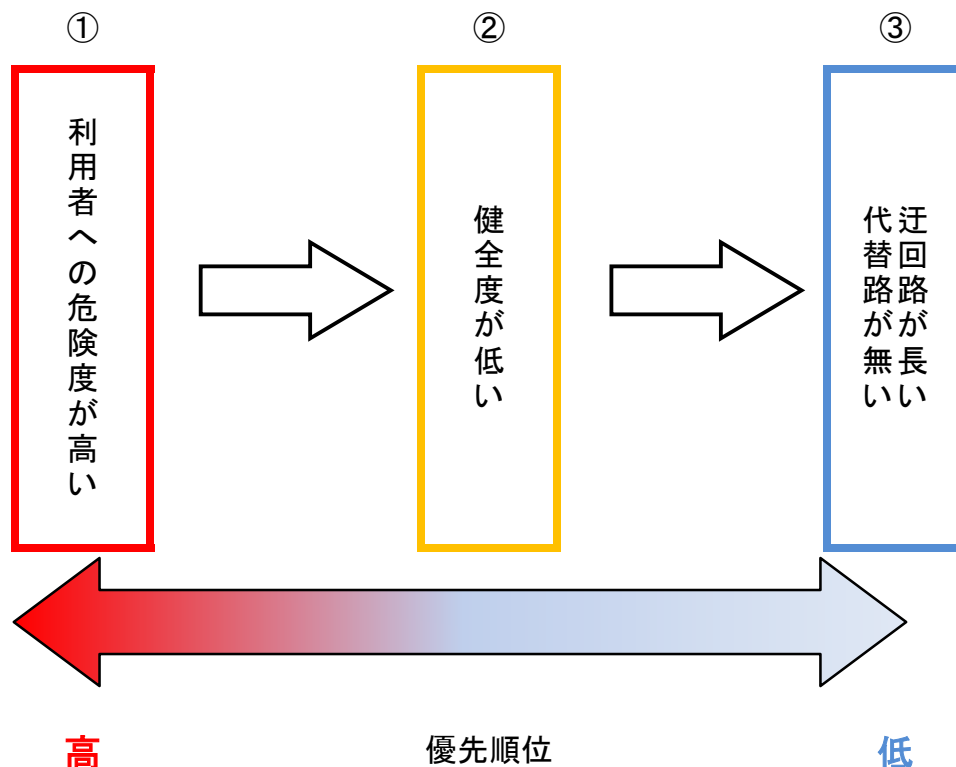 ①
②
③
利用者への危険度が高い
健全度が低い
迂回路が長い
代替路が無い
高
優先順位
低